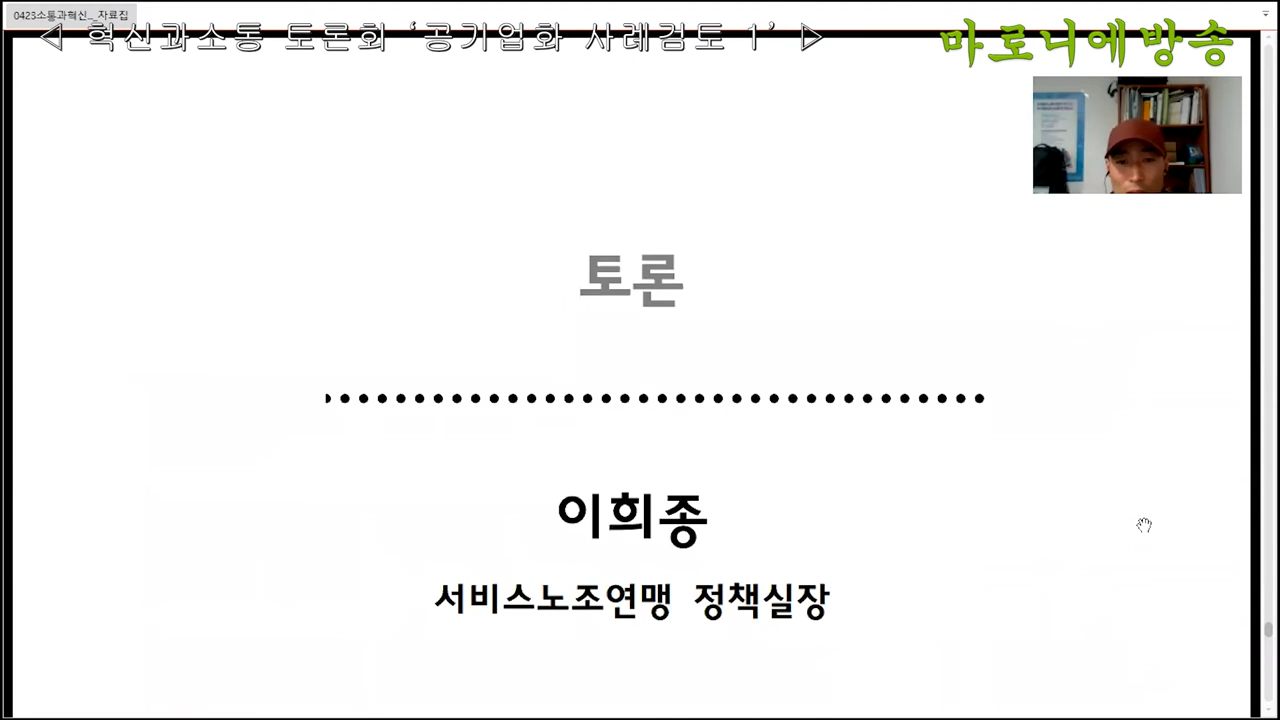 0423소통과혁신_자료집
◁ 혁신과소통 토론회 ‘공기업화 사례검토 1’ ▷
마로니에방송
토론
이희종
서비스노조연맹 정책실장